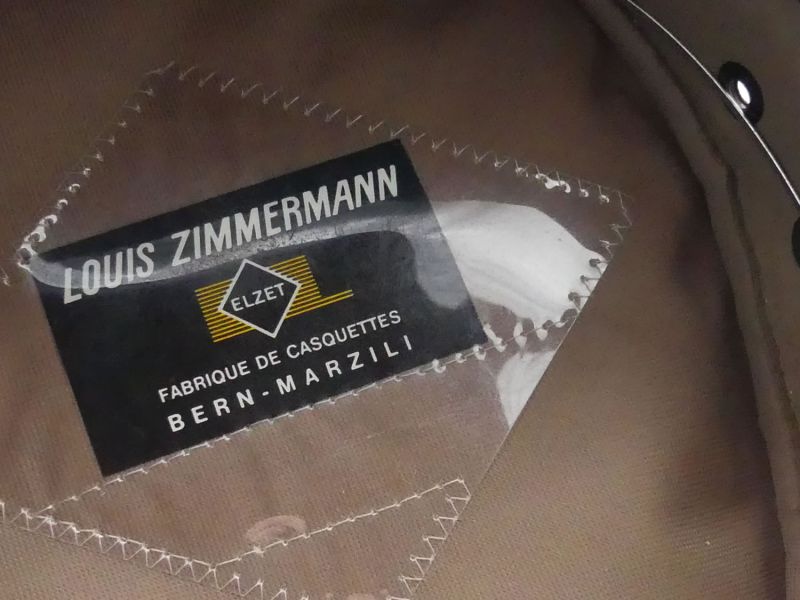 LOUIS ZIMMERMANN
ELZET
FABRIQUE DE CASQUETTES
BERN-MARZILI